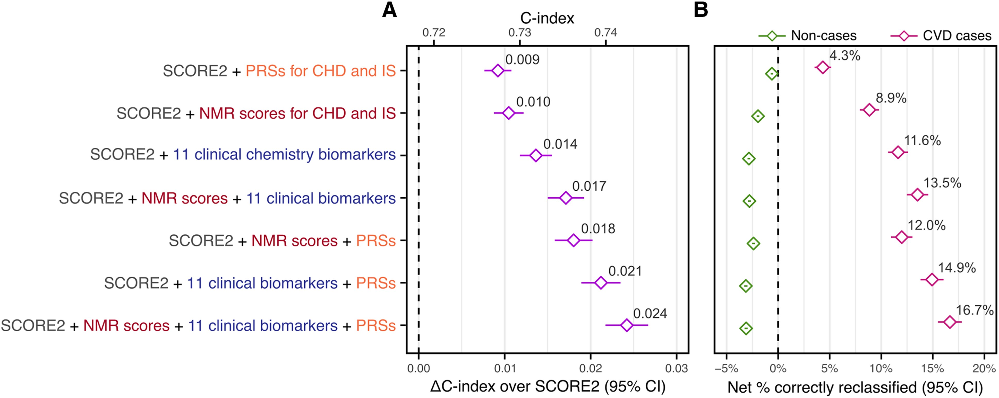 A
B
C-index
0.72 0.73 0.74
Non-cases CVD cases
SCORE2 + PRSs for CHD and IS
0.009
4.3%
SCORE2 + NMR scores for CHD and IS
0.010
8.9%
SCORE2 + 11 clinical chemistry biomarkers
0.014
11.6%
SCORE2 + NMR scores + 11 clinical biomarkers
0.017
13.5%
SCORE2 + NMR scores + PRSs
0.018
12.0%
SCORE2 + 11 clinical biomarkers + PRSs
0.021
14.9%
SCORE2 + NMR scores + 11 clinical biomarkers + PRSs
0.024
16.7%
0.00 0.01 0.02 0.03
ΔC-index over SCORE2 (95% CI)
−5% 0% 5% 10% 15% 20%
Net % correctly reclassified (95% CI)